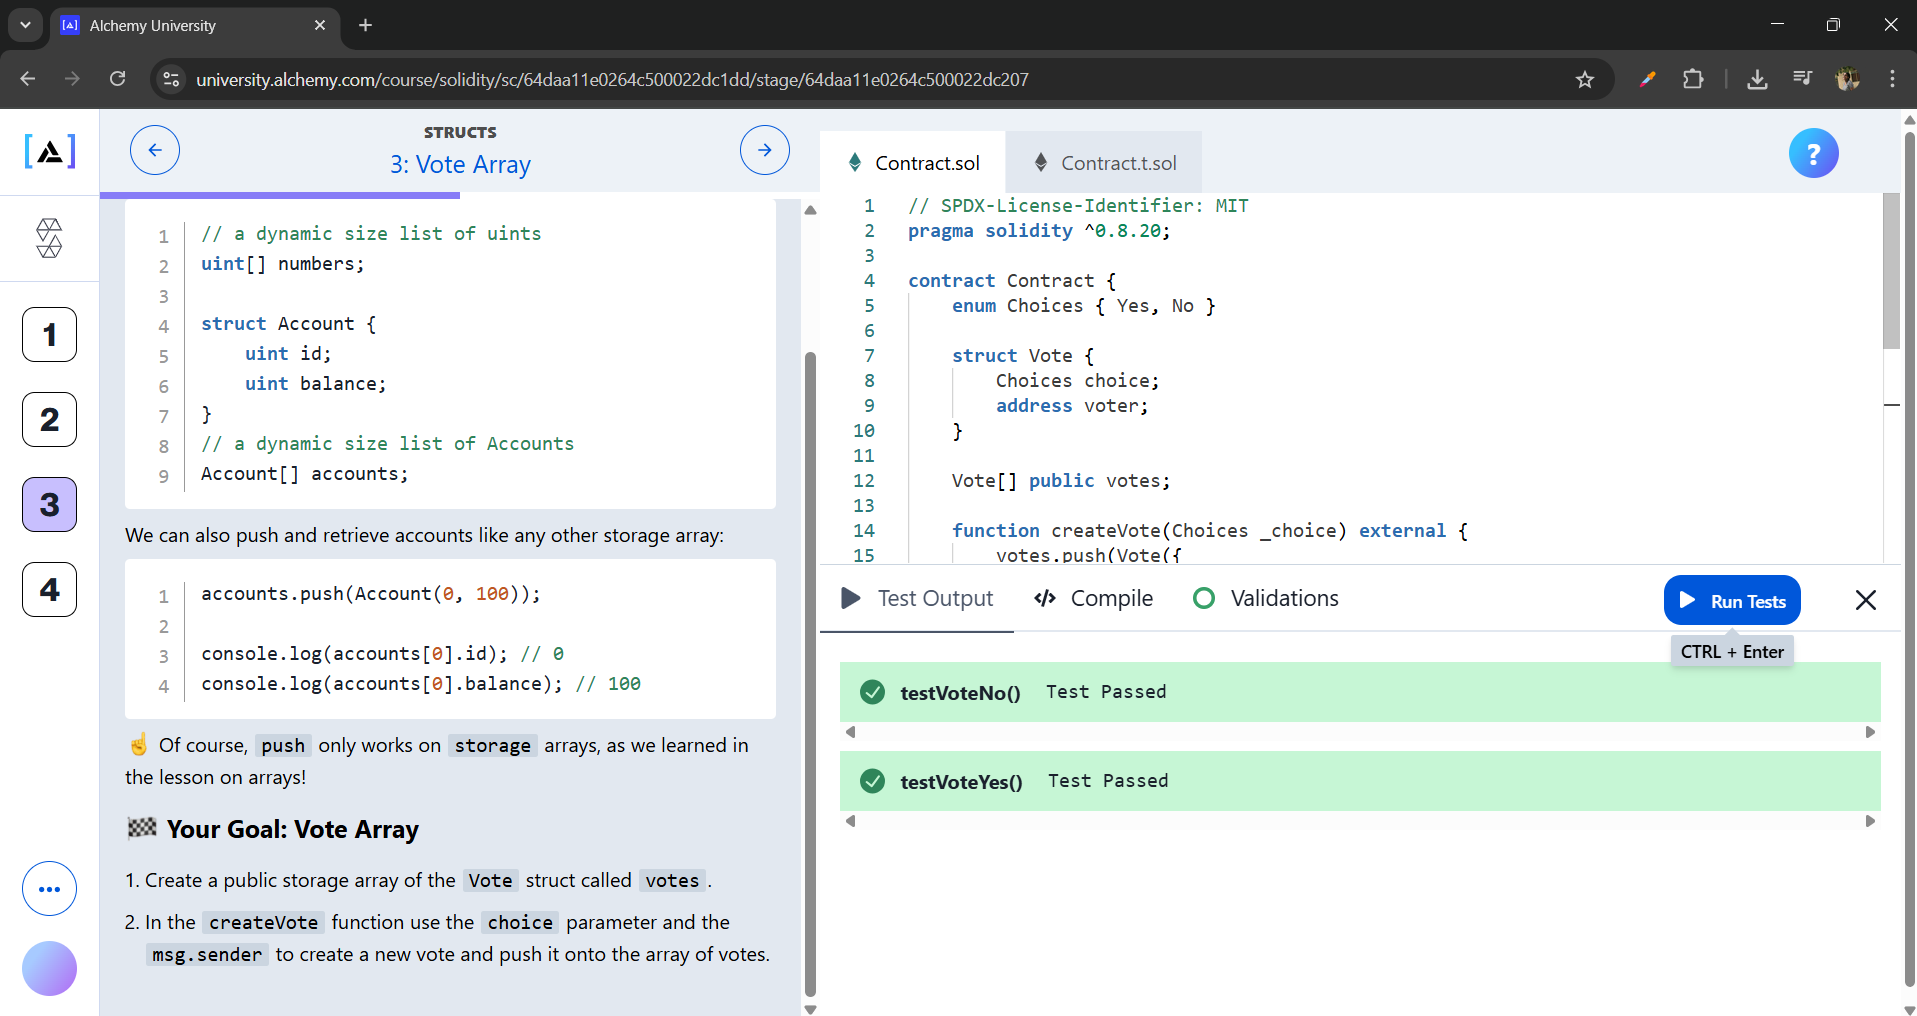 Alchemy University
university.alchemy.com/course/solidity/sc/64daa11e0264c500022dc1dd/stage/64daa11e0264c500022dc207
STRUCTS
3: Vote Array
1
2
3
4
1 // a dynamic size list of uints
2 uint[] numbers;
3
4 struct Account {
5 uint id;
6 uint balance;
7 }
8 // a dynamic size list of Accounts
9 Account[] accounts;
We can also push and retrieve accounts like any other storage array:
1 accounts.push(Account(0, 100));
2
3 console.log(accounts[0].id); // 0
4 console.log(accounts[0].balance); // 100
☝️ Of course, push only works on storage arrays, as we learned in
the lesson on arrays!
🏁 Your Goal: Vote Array
1. Create a public storage array of the Vote struct called votes .
2. In the createVote function use the choice parameter and the
msg.sender to create a new vote and push it onto the array of votes.
Contract.sol
Contract.t.sol
?
1 // SPDX-License-Identifier: MIT
2 pragma solidity ^0.8.20;
3
4 contract Contract {
5 enum Choices { Yes, No }
6
7 struct Vote {
8 Choices choice;
9 address voter;
10 }
11
12 Vote[] public votes;
13
14 function createVote(Choices _choice) external {
15 votes.push(Vote({
Test Output
Compile
Validations
Run Tests
CTRL + Enter
testVoteNo() Test Passed
testVoteYes() Test Passed